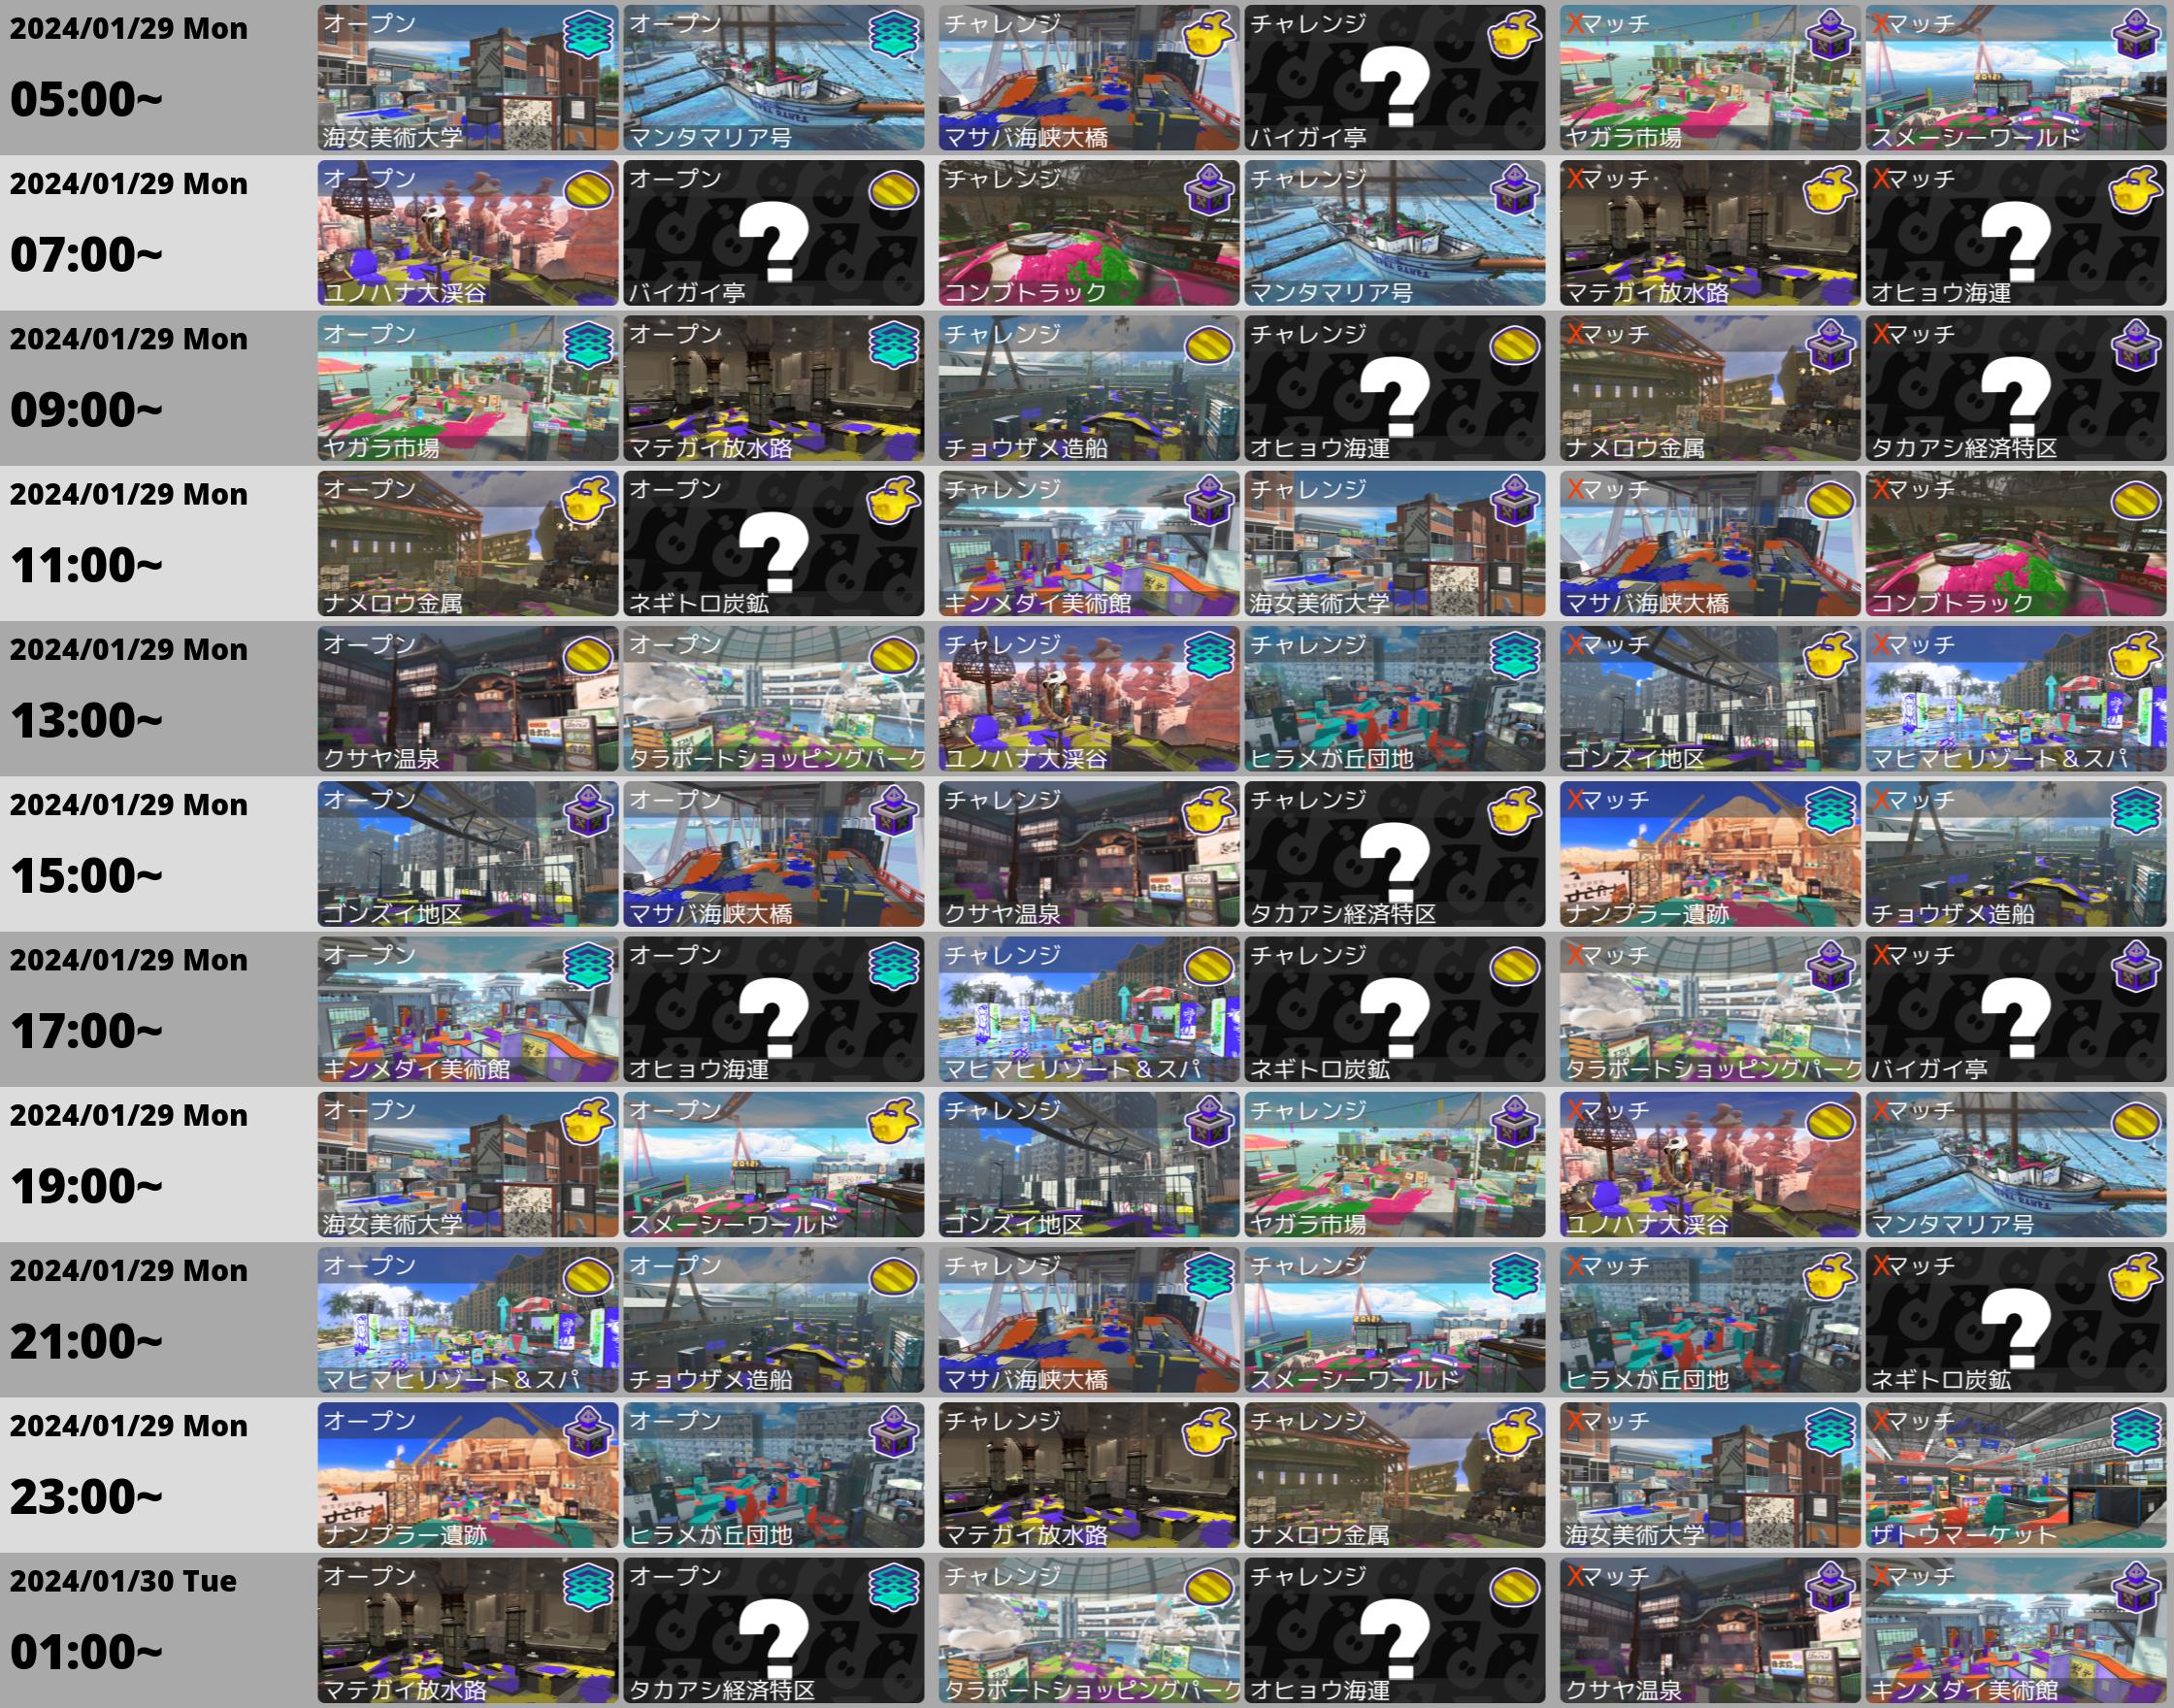 2024/01/29 Mon
05:00~
オープン
海女美術大学
オープン
マンタマリア号
チャレンジ
マサバ海峡大橋
チャレンジ
?
バイガイ亭
Xマッチ
ヤガラ市場
Xマッチ
スメーシーワールド
2024/01/29 Mon
07:00~
オープン
ユノハナ大渓谷
オープン
?
バイガイ亭
チャレンジ
コンブトラック
チャレンジ
マンタマリア号
Xマッチ
マテガイ放水路
Xマッチ
?
オヒョウ海運
2024/01/29 Mon
09:00~
オープン
ヤガラ市場
オープン
マテガイ放水路
チャレンジ
チョウザメ造船
チャレンジ
?
オヒョウ海運
Xマッチ
ナメロウ金属
Xマッチ
?
タカアシ経済特区
2024/01/29 Mon
11:00~
オープン
ナメロウ金属
オープン
?
ネギトロ炭鉱
チャレンジ
キンメダイ美術館
チャレンジ
海女美術大学
Xマッチ
マサバ海峡大橋
Xマッチ
コンブトラック
2024/01/29 Mon
13:00~
オープン
クサヤ温泉
オープン
タラポートショッピングパーク
チャレンジ
ユノハナ大渓谷
チャレンジ
ヒラメが丘団地
Xマッチ
ゴンズイ地区
Xマッチ
マヒマヒリゾート＆スパ
2024/01/29 Mon
15:00~
オープン
ゴンズイ地区
オープン
マサバ海峡大橋
チャレンジ
クサヤ温泉
チャレンジ
?
タカアシ経済特区
Xマッチ
ナンプラー遺跡
Xマッチ
チョウザメ造船
2024/01/29 Mon
17:00~
オープン
キンメダイ美術館
オープン
?
オヒョウ海運
チャレンジ
マヒマヒリゾート＆スパ
チャレンジ
?
ネギトロ炭鉱
Xマッチ
タラポートショッピングパーク
Xマッチ
?
バイガイ亭
2024/01/29 Mon
19:00~
オープン
海女美術大学
オープン
スメーシーワールド
チャレンジ
ゴンズイ地区
チャレンジ
ヤガラ市場
Xマッチ
ユノハナ大渓谷
Xマッチ
マンタマリア号
2024/01/29 Mon
21:00~
オープン
マヒマヒリゾート＆スパ
オープン
チョウザメ造船
チャレンジ
マサバ海峡大橋
チャレンジ
スメーシーワールド
Xマッチ
ヒラメが丘団地
Xマッチ
?
ネギトロ炭鉱
2024/01/29 Mon
23:00~
オープン
ナンプラー遺跡
オープン
ヒラメが丘団地
チャレンジ
マテガイ放水路
チャレンジ
ナメロウ金属
Xマッチ
海女美術大学
Xマッチ
ザトウマーケット
2024/01/30 Tue
01:00~
オープン
マテガイ放水路
オープン
?
タカアシ経済特区
チャレンジ
タラポートショッピングパーク
チャレンジ
?
オヒョウ海運
Xマッチ
クサヤ温泉
Xマッチ
キンメダイ美術館